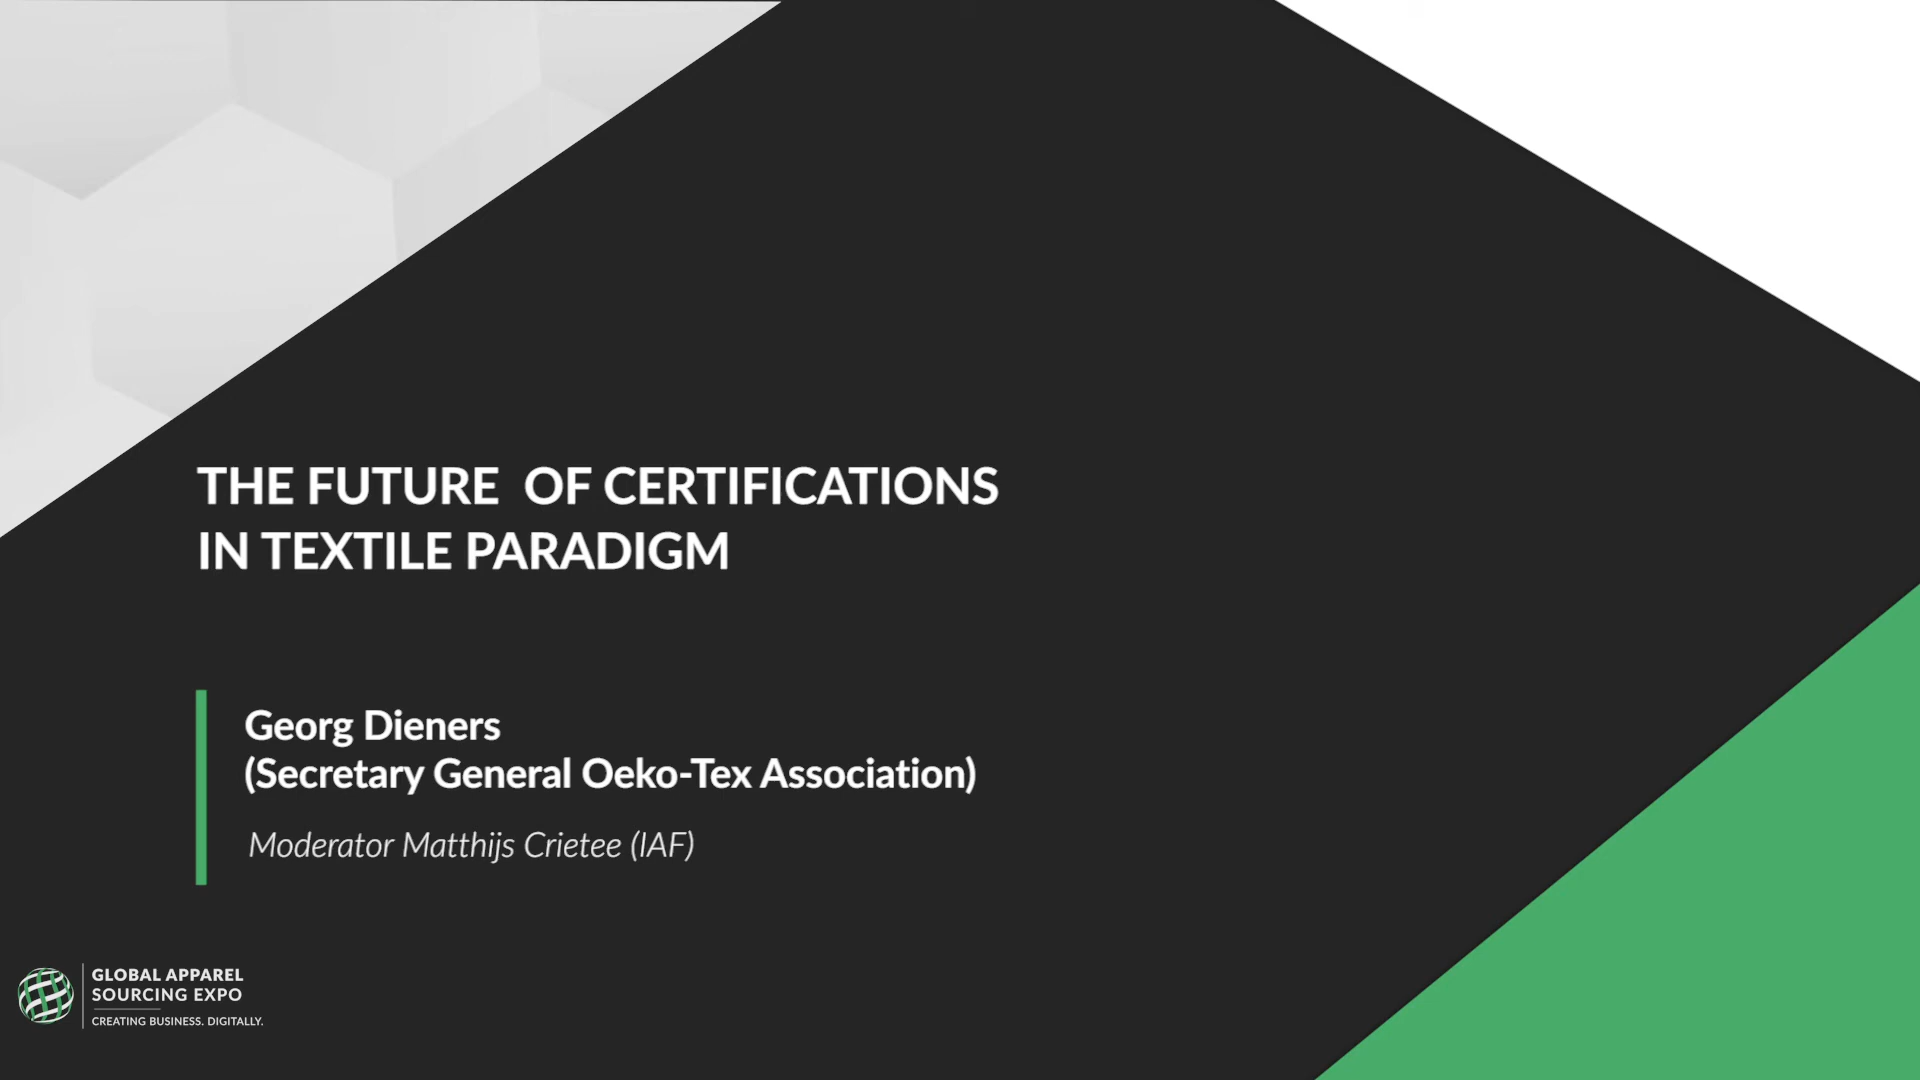 THE FUTURE  OF CERTIFICATIONS
IN TEXTILE PARADIGM
Georg Dieners
(Secretary General Oeko-Tex Association)
Moderator Matthijs Crietee (IAF)
GLOBAL APPAREL
SOURCING EXPO
CREATING BUSINESS. DIGITALLY.